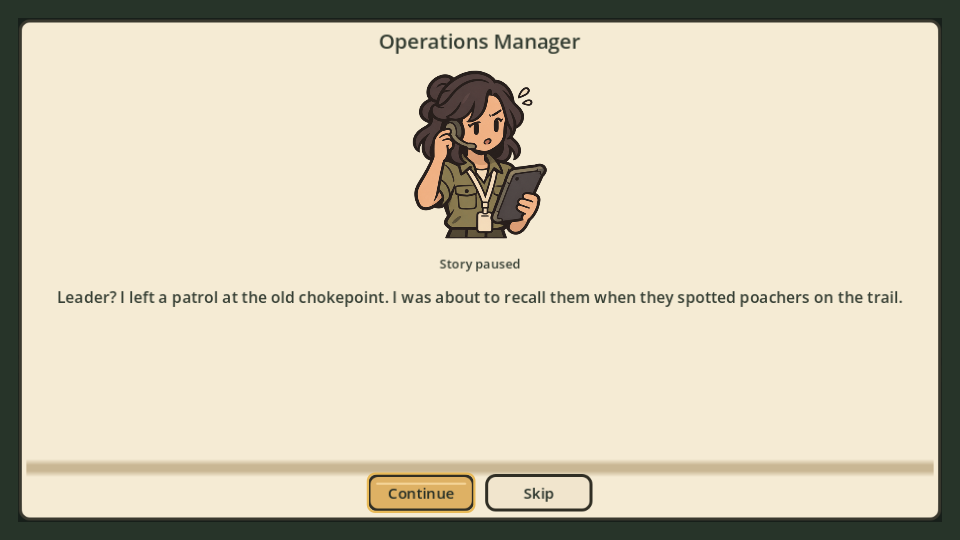 Operations Manager
Story paused
Leader? I left a patrol at the old chokepoint. I was about to recall them when they spotted poachers on the trail.
Continue
Skip